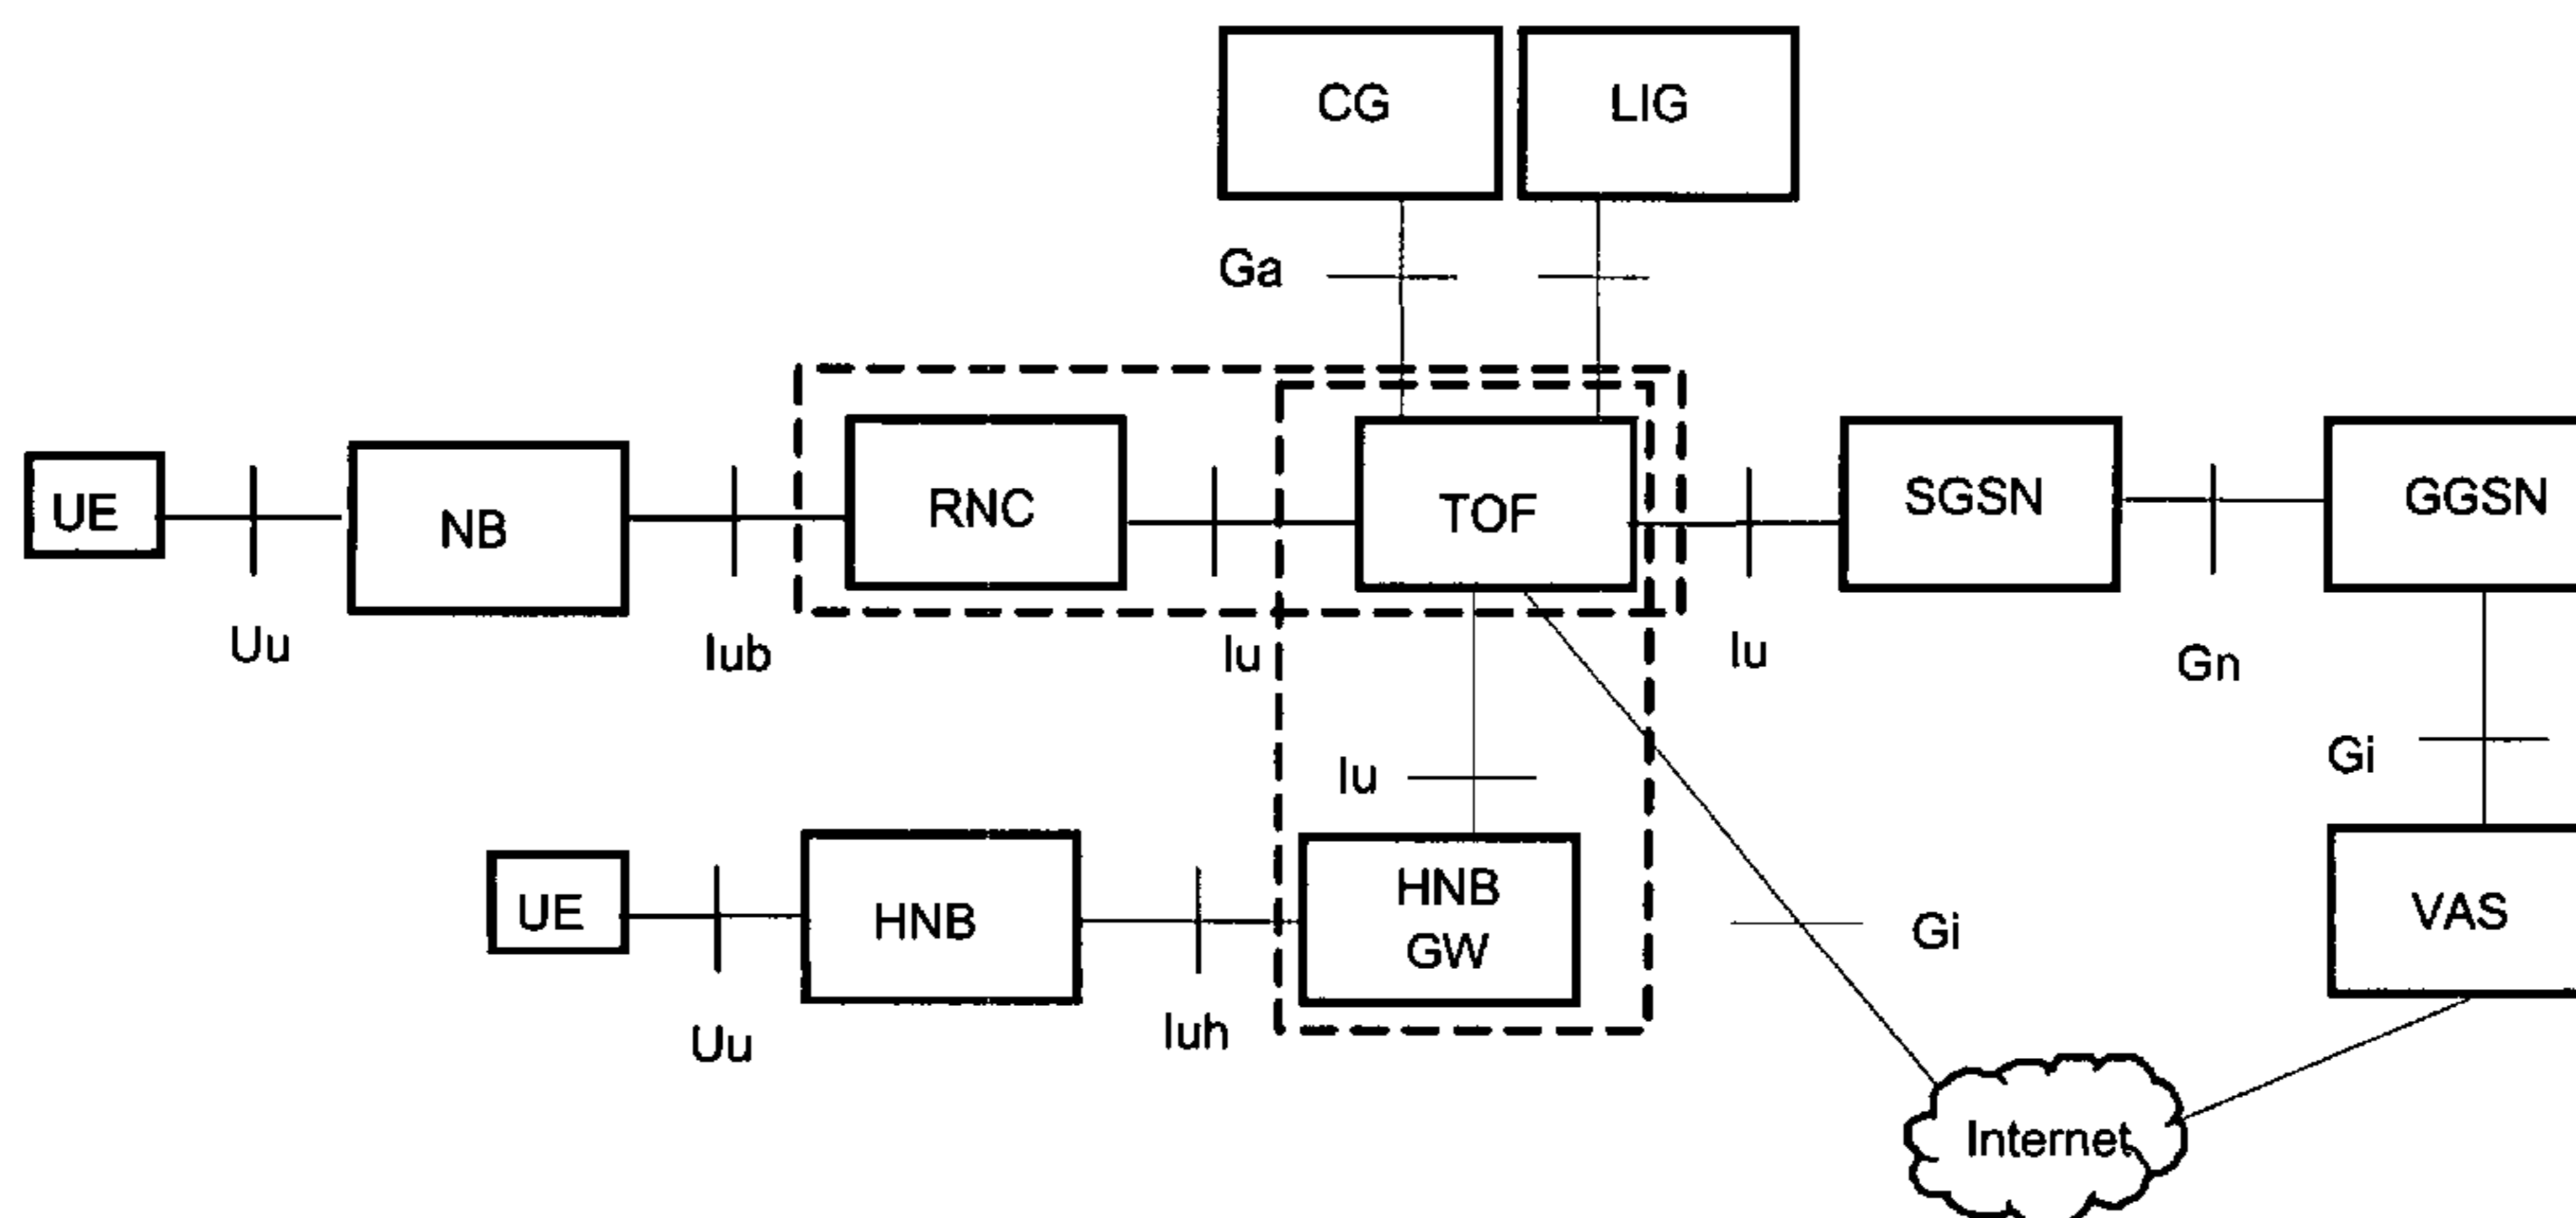 CG
LIG
Ga
UE
NB
RNC
TOF
SGSN
GGSN
Uu
Iub
Iu
Iu
Gn
Iu
Gi
UE
HNB
HNB
GW
Gi
VAS
Uu
Iuh
Internet